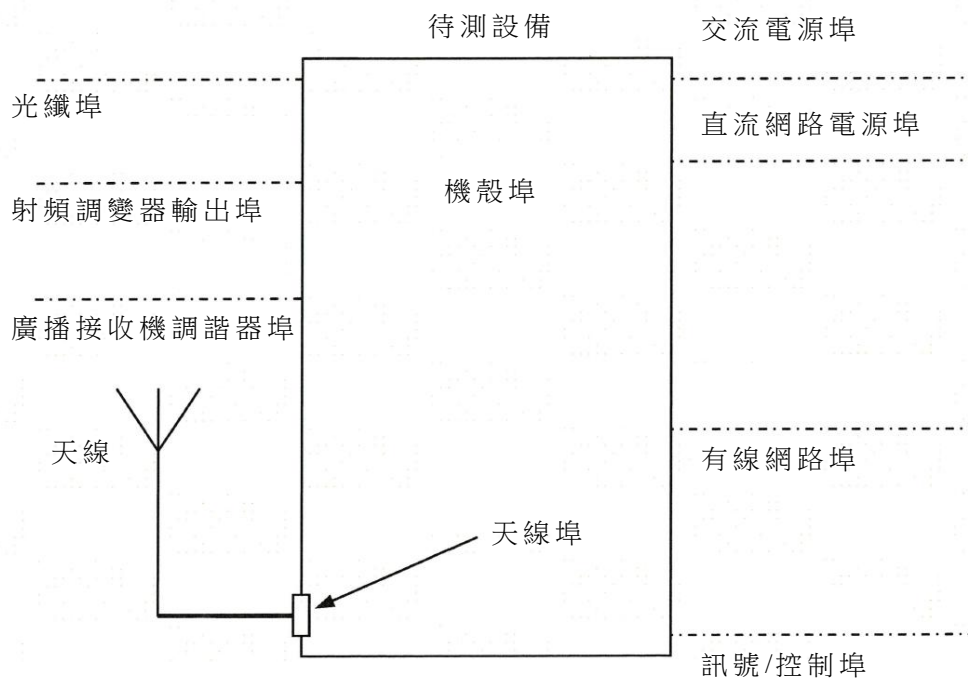 待測設備
交流電源埠
光纖埠
直流網路電源埠
機殼埠
射頻調變器輸出埠
廣播接收機調諧器埠
天線
有線網路埠
天線埠
訊號/控制埠